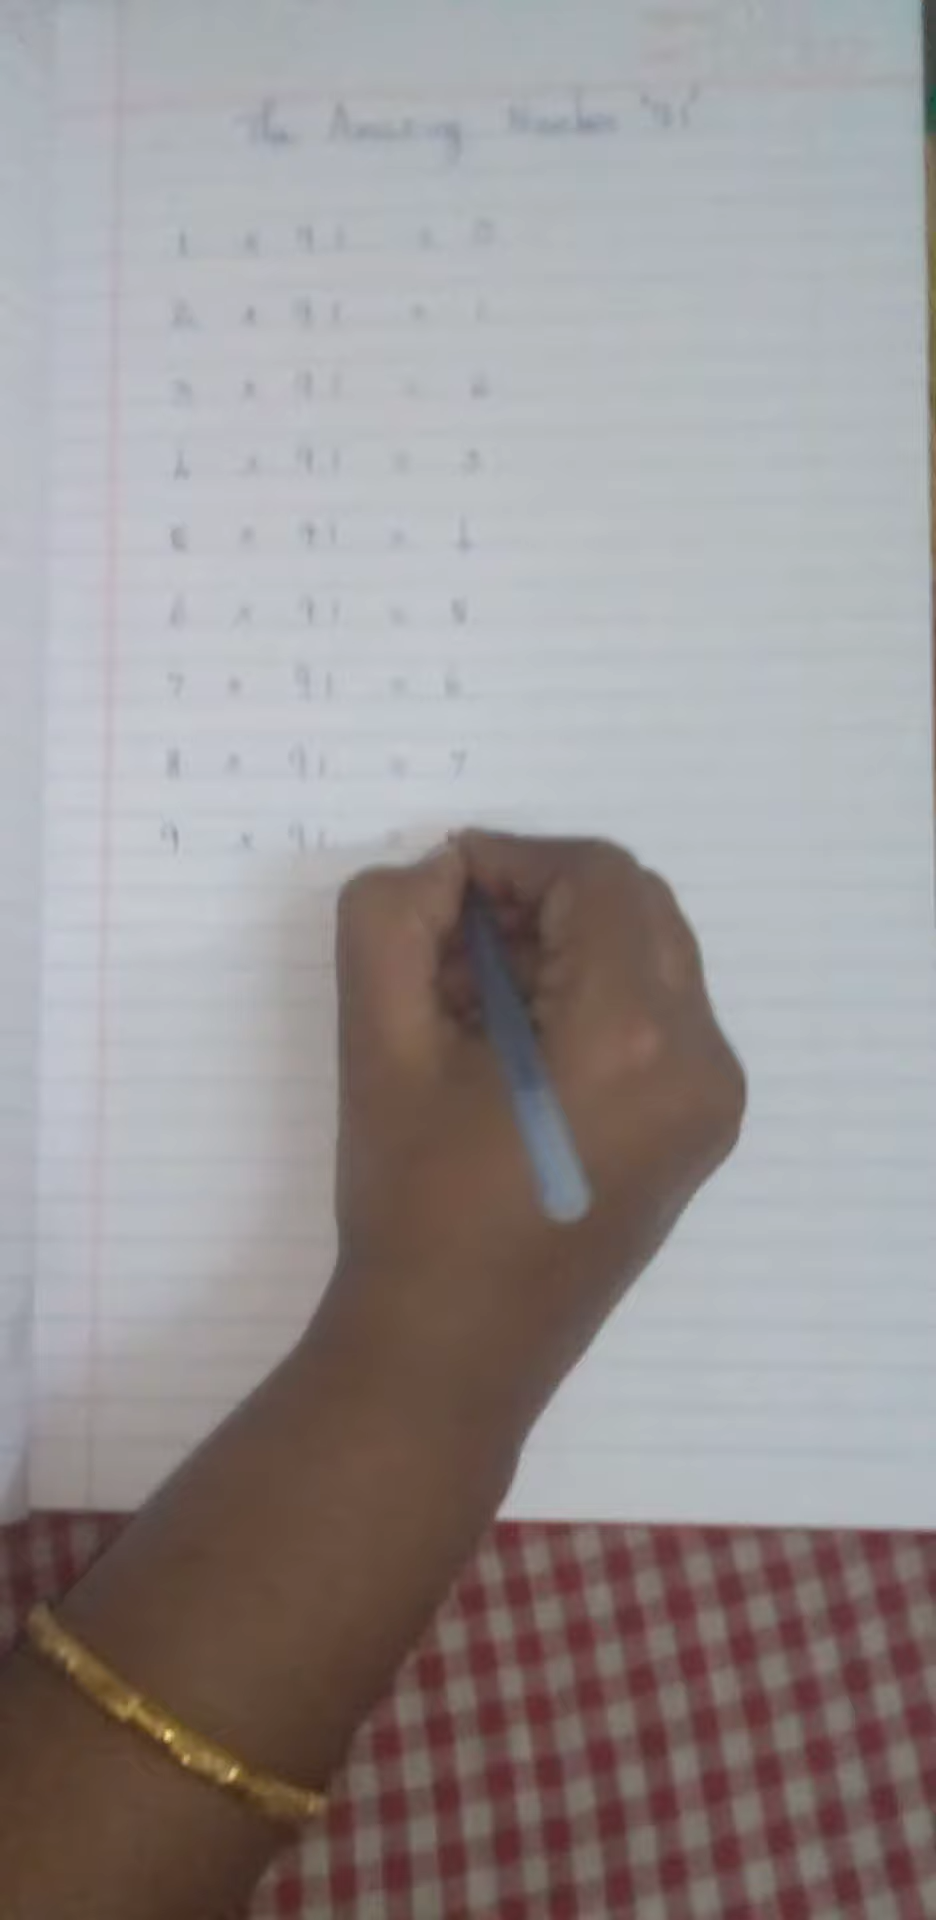 The Amazing Number '91'
1 × 91 = 0
2 × 91 = 1
3 × 91 = 2
4 × 91 = 3
5 × 91 = 4
6 × 91 = 5
7 × 91 = 6
8 × 91 = 7
9 × 91 =